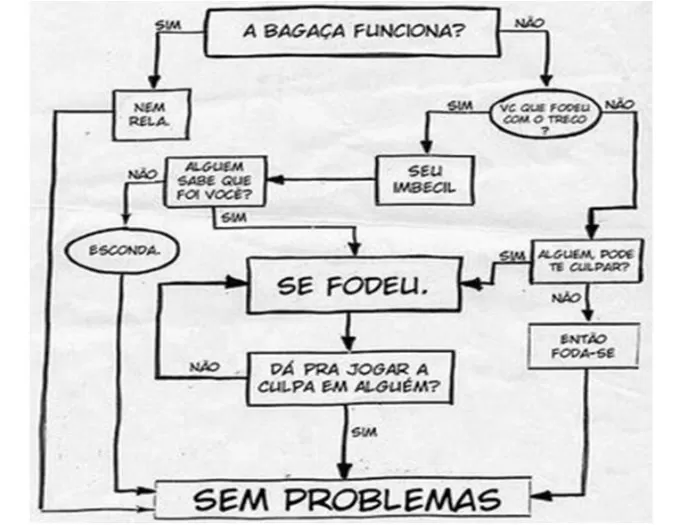 A BAGAÇA FUNCIONA?
SIM
NÃO
NEM
RELA.
VC QUE FODEU
COM O TRECO
?
SIM
NÃO
ALGUEM
SABE QUE
FOI VOCÊ?
NÃO
SIM
SEU
IMBECIL
ESCONDA.
SE FODEU.
SIM
ALGUEM, PODE
TE CULPAR?
NÃO
ENTÃO
FODA-SE
NÃO
DÁ PRA JOGAR A
CULPA EM ALGUÉM?
SIM
SEM PROBLEMAS